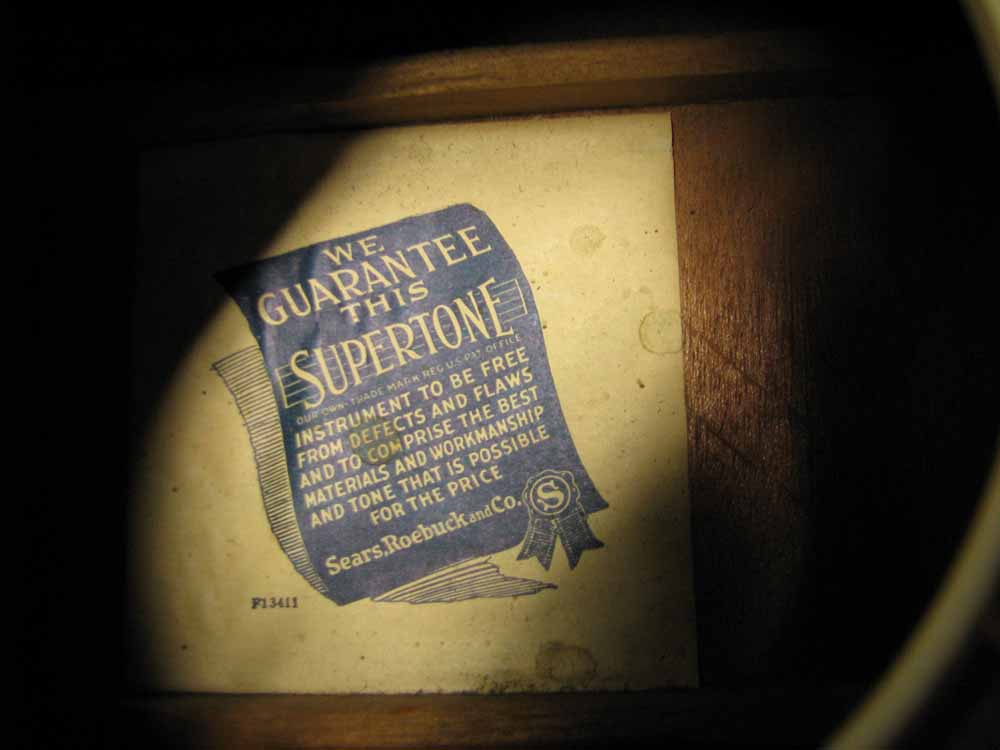 WE
GUARANTEE
THIS
SUPERTONE
OUR OWN TRADE MARK REG U.S. PAT. OFFICE
INSTRUMENT TO BE FREE
FROM DEFECTS AND FLAWS
AND TO COMPRISE THE BEST
MATERIALS AND WORKMANSHIP
AND TONE THAT IS POSSIBLE
FOR THE PRICE
Sears, Roebuck and Co.
S
F13411